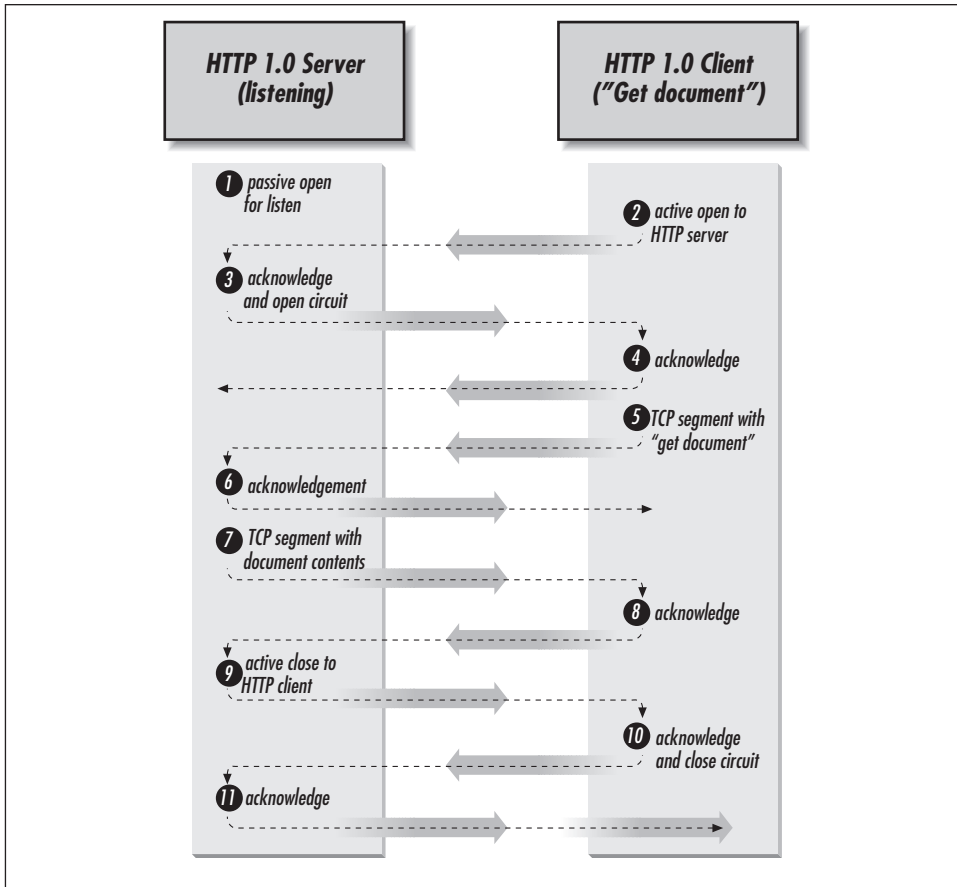 HTTP 1.0 Server
(listening)
HTTP 1.0 Client
(”Get document”)
1 passive open
for listen
2 active open to
HTTP server
3 acknowledge
and open circuit
4 acknowledge
5 TCP segment with
“get document”
6 acknowledgement
7 TCP segment with
document contents
8 acknowledge
9 active close to
HTTP client
10 acknowledge
and close circuit
11 acknowledge